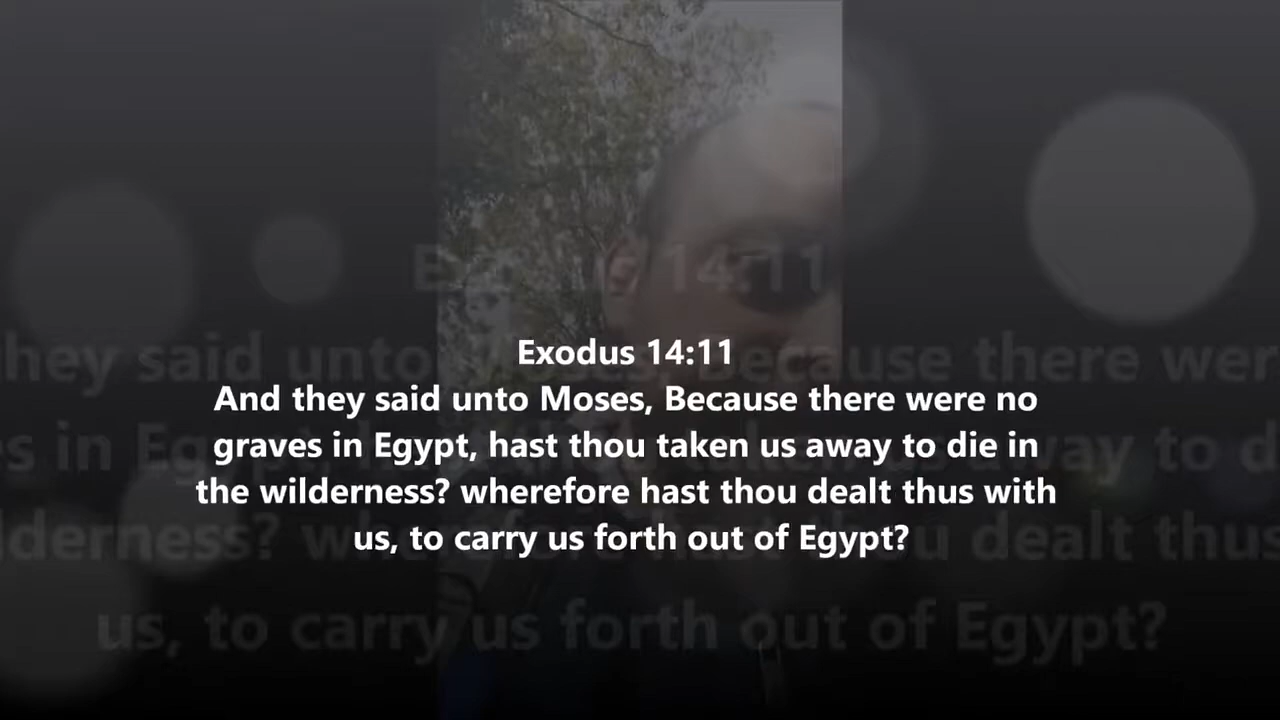 Exodus 14:11
And they said unto Moses, Because there were no
graves in Egypt, hast thou taken us away to die in
the wilderness? wherefore hast thou dealt thus with
us, to carry us forth out of Egypt?